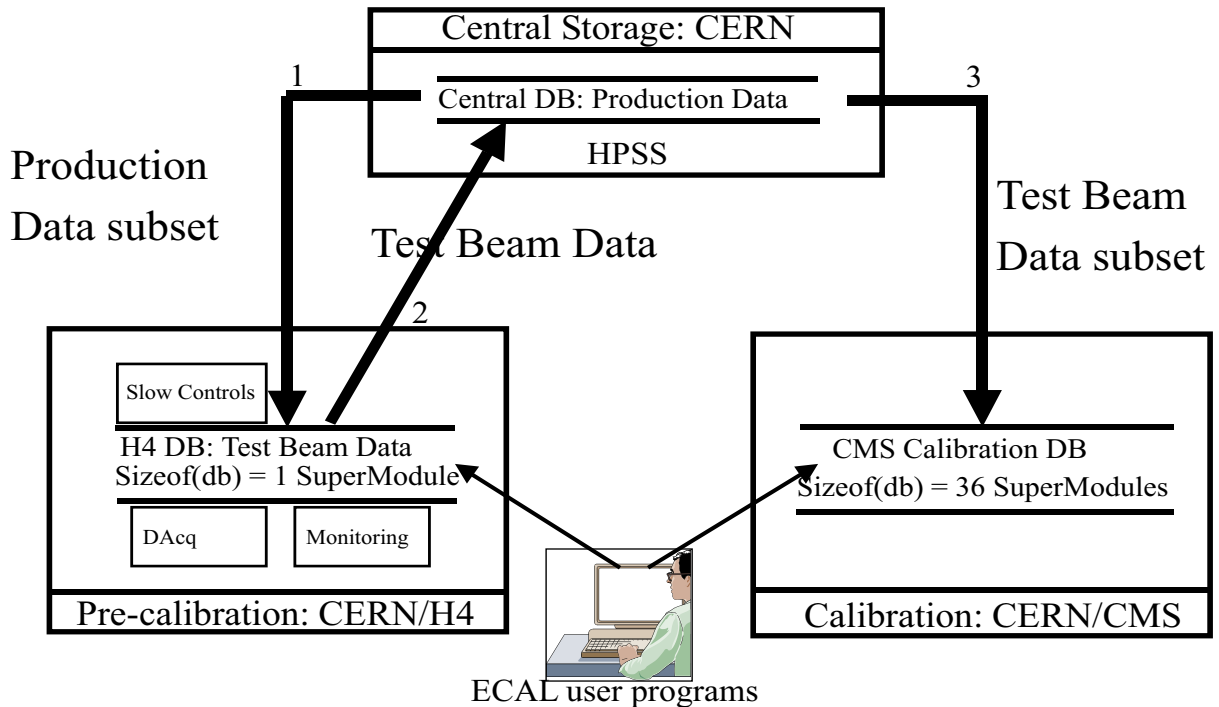 Central Storage: CERN
1
3
Central DB: Production Data
HPSS
Production
Data subset
Test Beam Data
Test Beam
Data subset
2
Slow Controls
H4 DB: Test Beam Data
Sizeof(db) = 1 SuperModule
DAcq
Monitoring
Pre-calibration: CERN/H4
CMS Calibration DB
Sizeof(db) = 36 SuperModules
Calibration: CERN/CMS
ECAL user programs